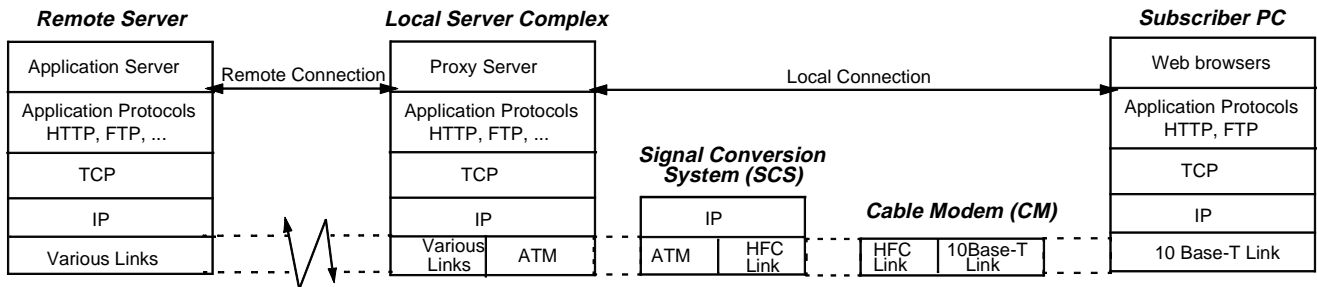 Remote Server
Local Server Complex
Subscriber PC
Application Server
Remote Connection
Proxy Server
Local Connection
Web browsers
Application Protocols
HTTP, FTP, ...
Application Protocols
HTTP, FTP, ...
Application Protocols
HTTP, FTP
TCP
TCP
Signal Conversion
System (SCS)
TCP
IP
IP
IP
Cable Modem (CM)
IP
Various Links
Various
Links
ATM
ATM
HFC
Link
HFC
Link
10Base-T
Link
10 Base-T Link